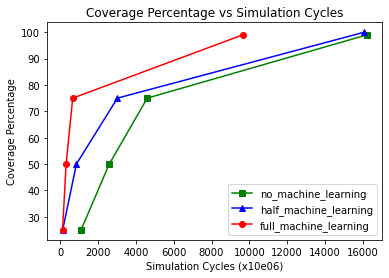 Coverage Percentage vs Simulation Cycles
100
90
80
70
60
50
40
30
Coverage Percentage
0 2000 4000 6000 8000 10000 12000 14000 16000
Simulation Cycles (x10e06)
no_machine_learning
half_machine_learning
full_machine_learning